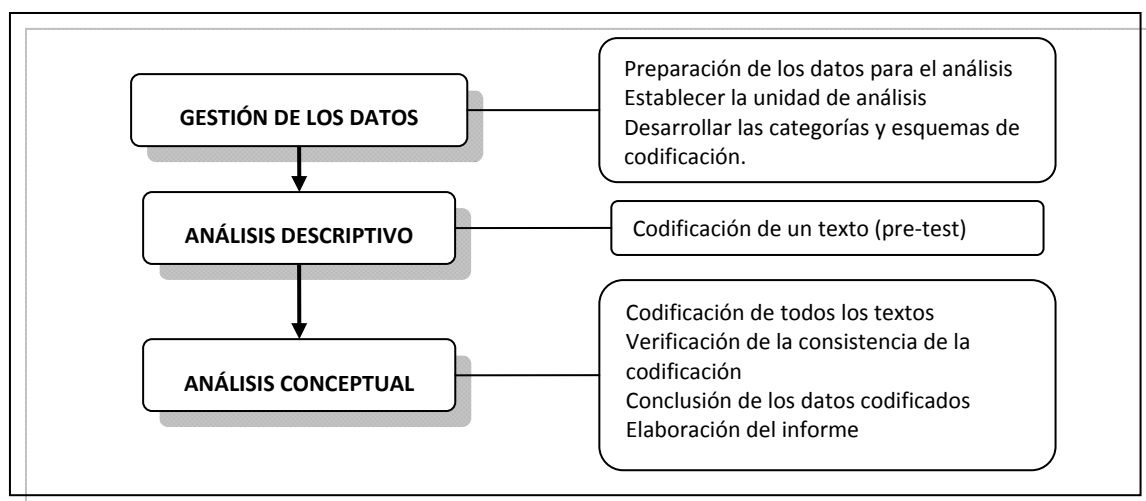 GESTIÓN DE LOS DATOS
Preparación de los datos para el análisis
Establecer la unidad de análisis
Desarrollar las categorías y esquemas de
codificación.
ANÁLISIS DESCRIPTIVO
Codificación de un texto (pre-test)
ANÁLISIS CONCEPTUAL
Codificación de todos los textos
Verificación de la consistencia de la
codificación
Conclusión de los datos codificados
Elaboración del informe